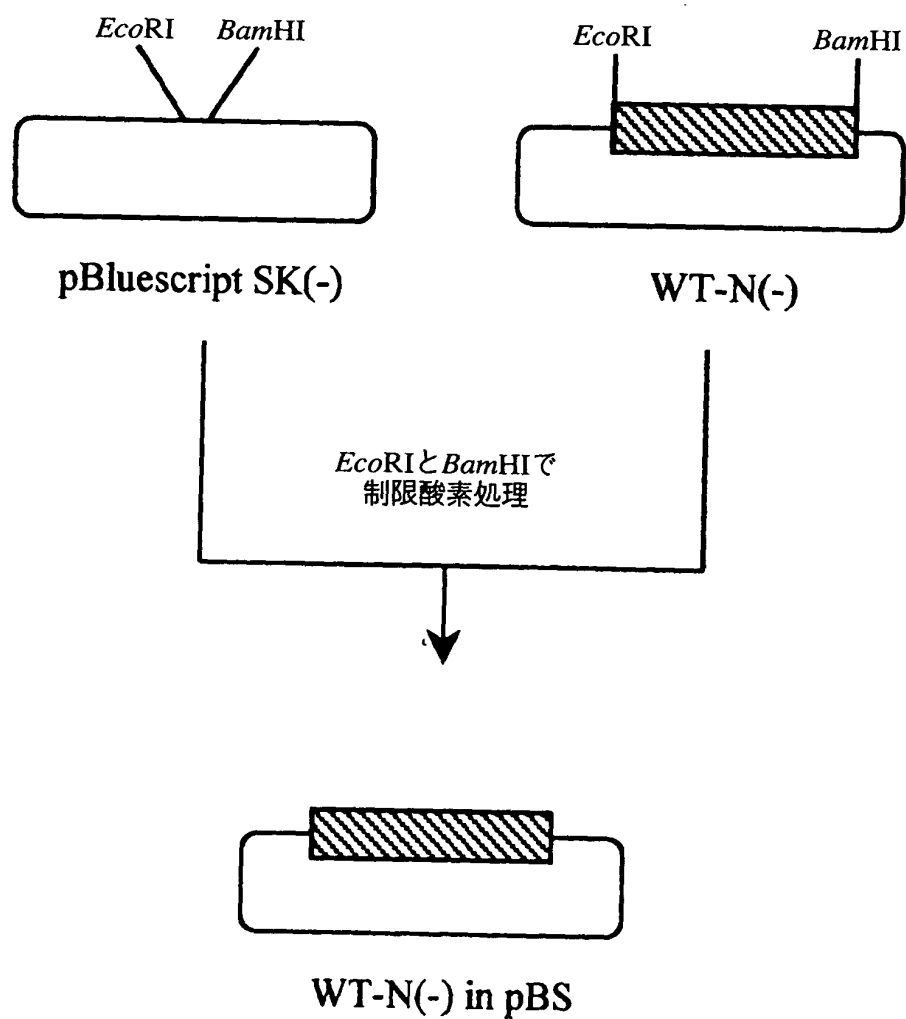 EcoRI BamHI
EcoRI
BamHI
pBluescript SK(-)
WT-N(-)
EcoRIとBamHIで
制限酸素処理
WT-N(-) in pBS